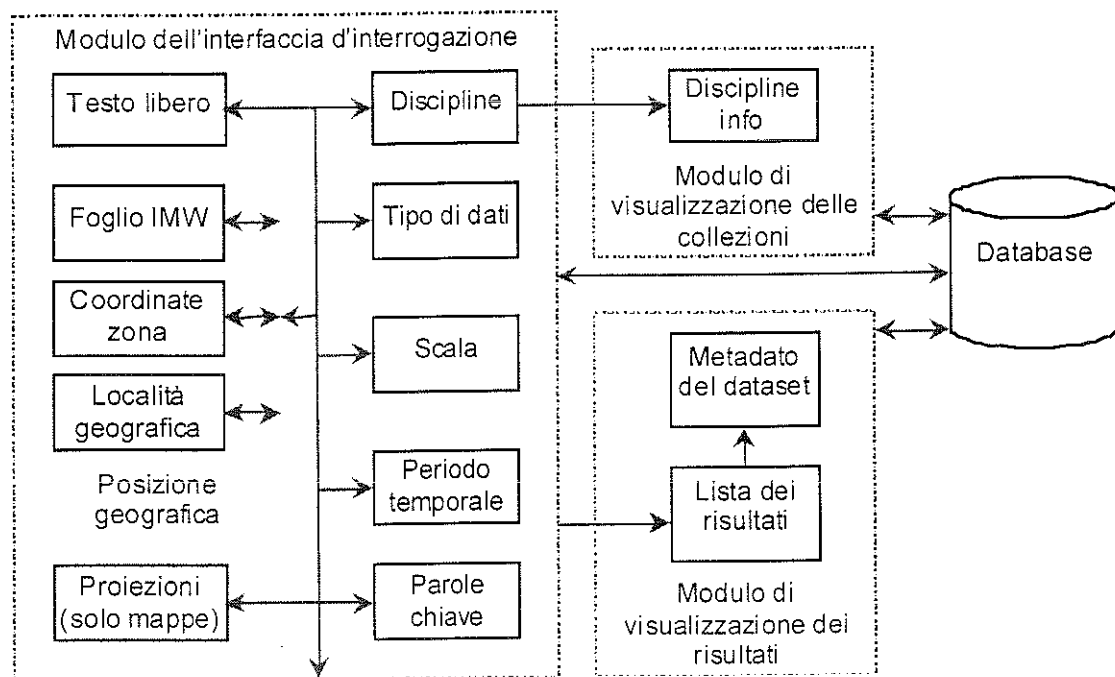 Modulo dell'interfaccia d'interrogazione
Testo libero
Discipline
Foglio IMW
Tipo di dati
Coordinate
zona
Scala
Località
geografica
Posizione
geografica
Periodo
temporale
Proiezioni
(solo mappe)
Parole
chiave
Discipline
info
Modulo di
visualizzazione delle
collezioni
Metadato
del dataset
Lista dei
risultati
Modulo di
visualizzazione dei
risultati
Database